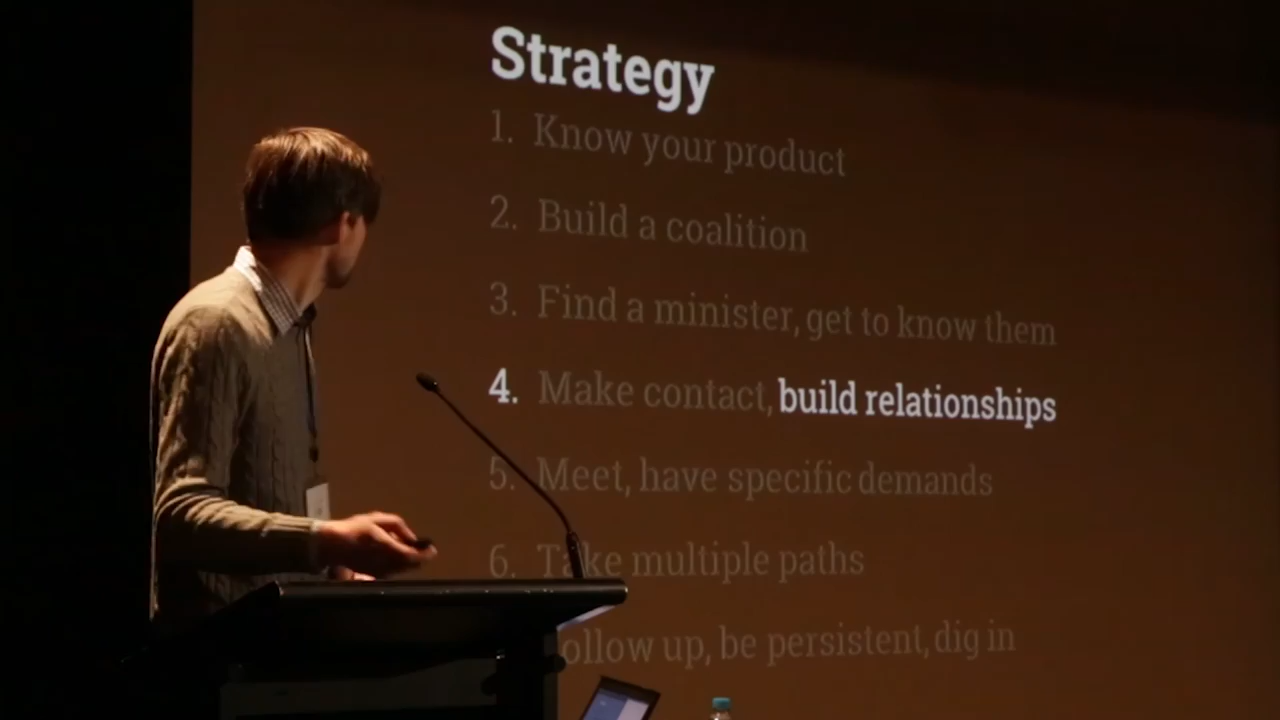 Strategy
1. Know your product
2. Build a coalition
3. Find a minister, get to know them
4. Make contact, build relationships
5. Meet, have specific demands
6. Take multiple paths
ollow up, be persistent, dig in